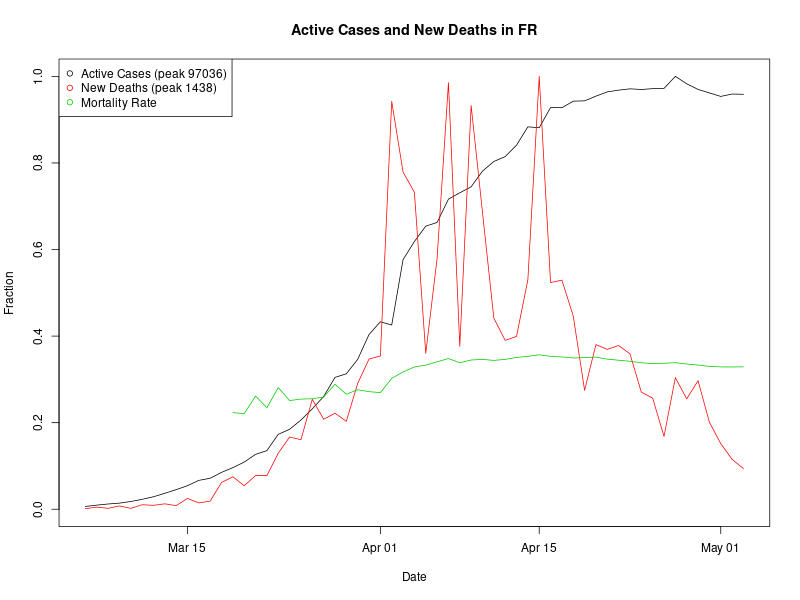 Active Cases and New Deaths in FR
Active Cases (peak 97036)
New Deaths (peak 1438)
Mortality Rate
1.0
0.8
0.6
0.4
0.2
0.0
Fraction
Mar 15
Apr 01
Apr 15
May 01
Date